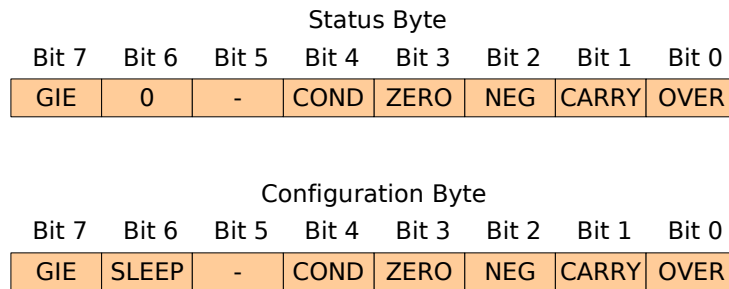 Status Byte
Bit 7 Bit 6 Bit 5 Bit 4 Bit 3 Bit 2 Bit 1 Bit 0
GIE 0 - COND ZERO NEG CARRY OVER
Configuration Byte
Bit 7 Bit 6 Bit 5 Bit 4 Bit 3 Bit 2 Bit 1 Bit 0
GIE SLEEP - COND ZERO NEG CARRY OVER